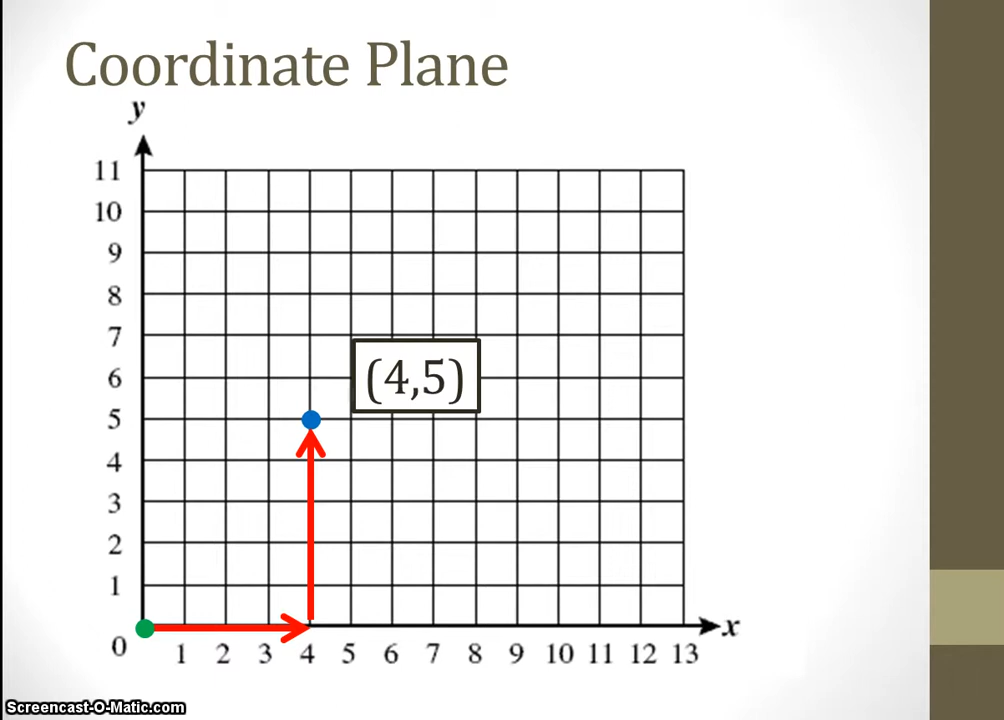 Coordinate Plane
y
11
10
9
8
7
6
(4,5)
5
4
3
2
1
0
x
1 2 3 4 5 6 7 8 9 10 11 12 13
Screencast-O-Matic.com